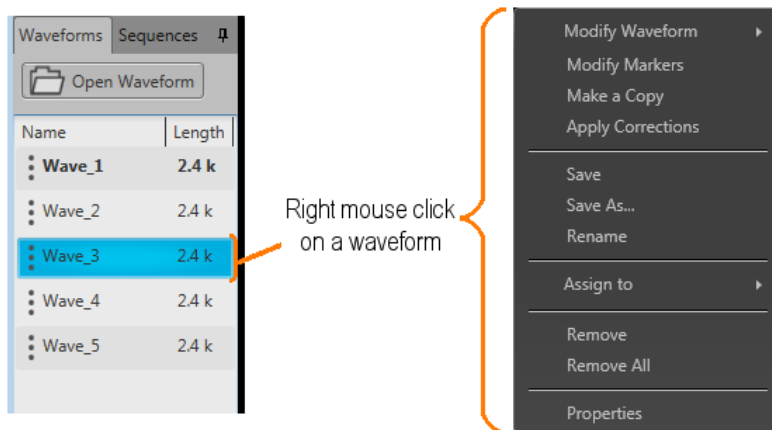 Waveforms Sequences
Open Waveform
Name Length
Wave_1 2.4 k
Wave_2 2.4 k
Wave_3 2.4 k
Wave_4 2.4 k
Wave_5 2.4 k
Right mouse click
on a waveform
Modify Waveform
Modify Markers
Make a Copy
Apply Corrections
Save
Save As...
Rename
Assign to
Remove
Remove All
Properties